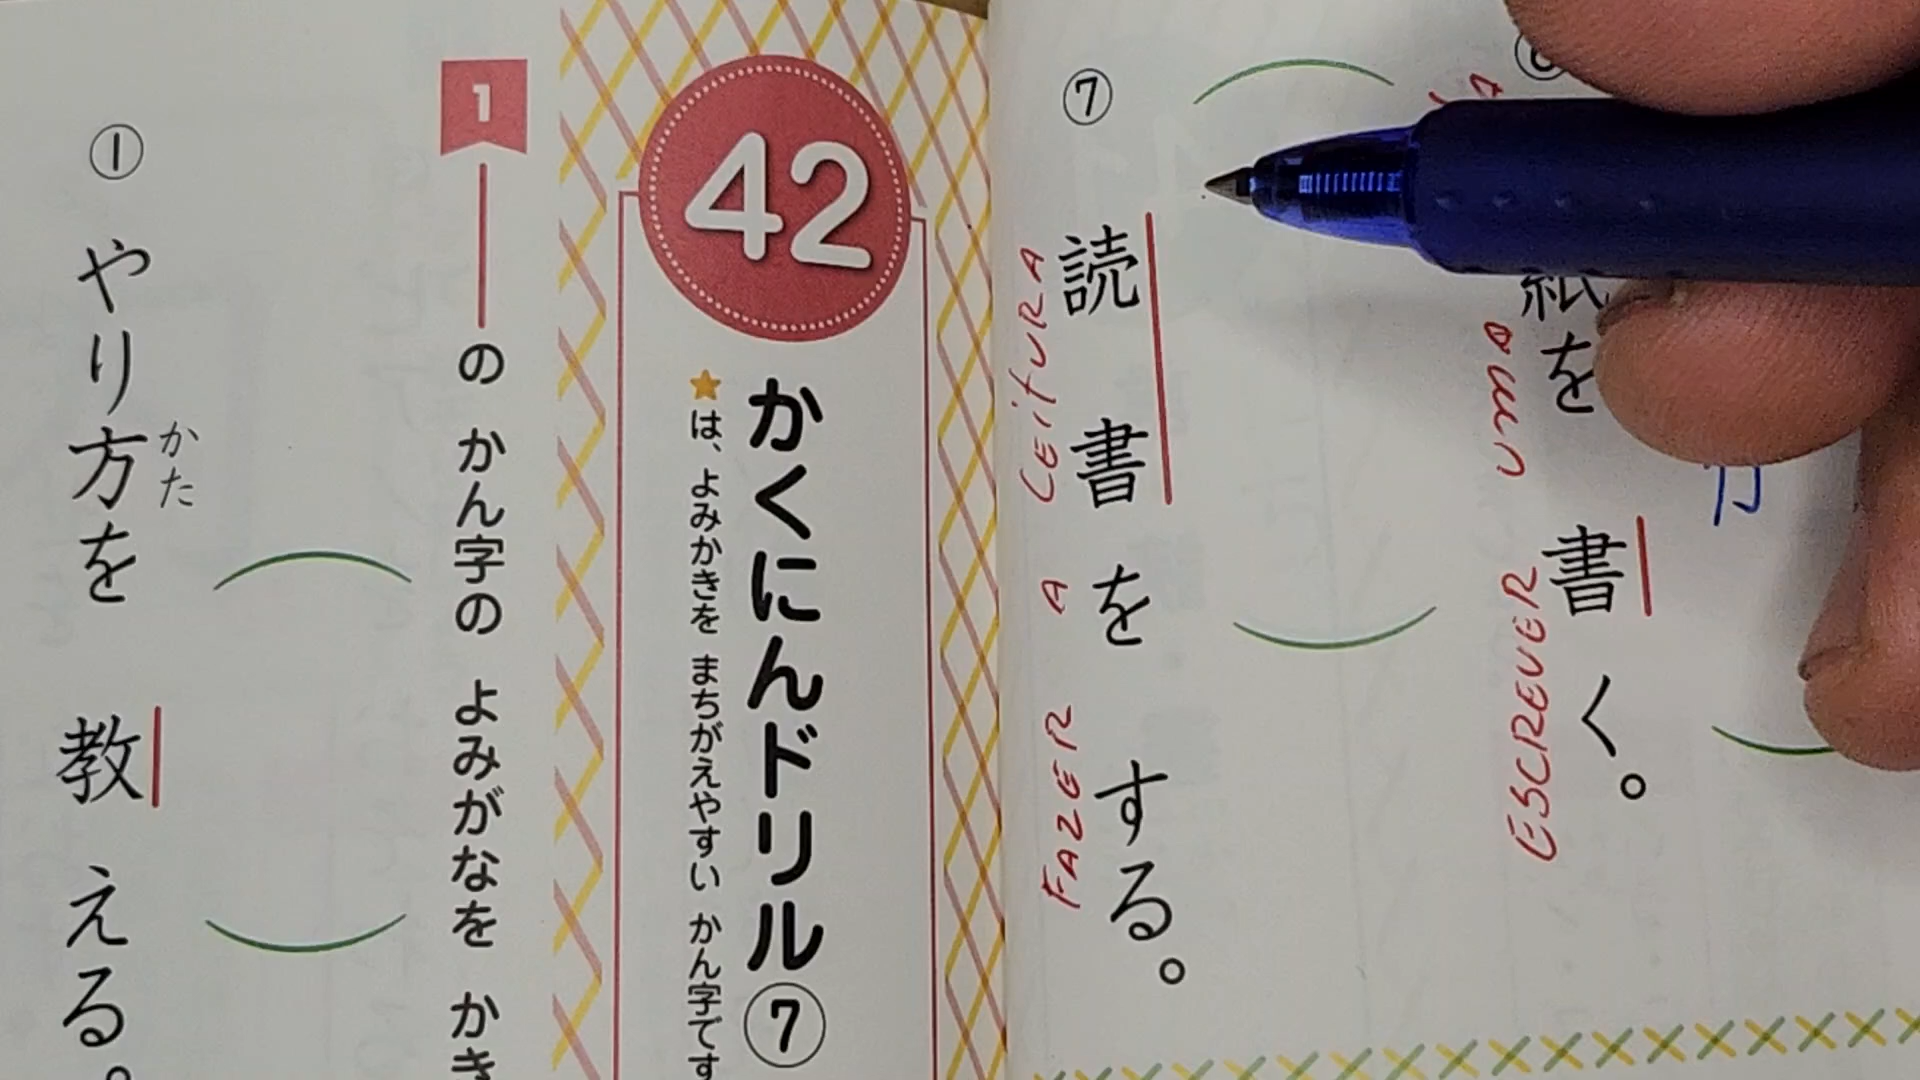 紙を 書く。
UMA
ESCREVER
⑦ 読書を する。
LEITURA A FAZER
42
かくにんドリル⑦
★は、よみかきを まちがえやすい かん字です
1
―の かん字の よみがなを かき
① やり方を 教える。
かた